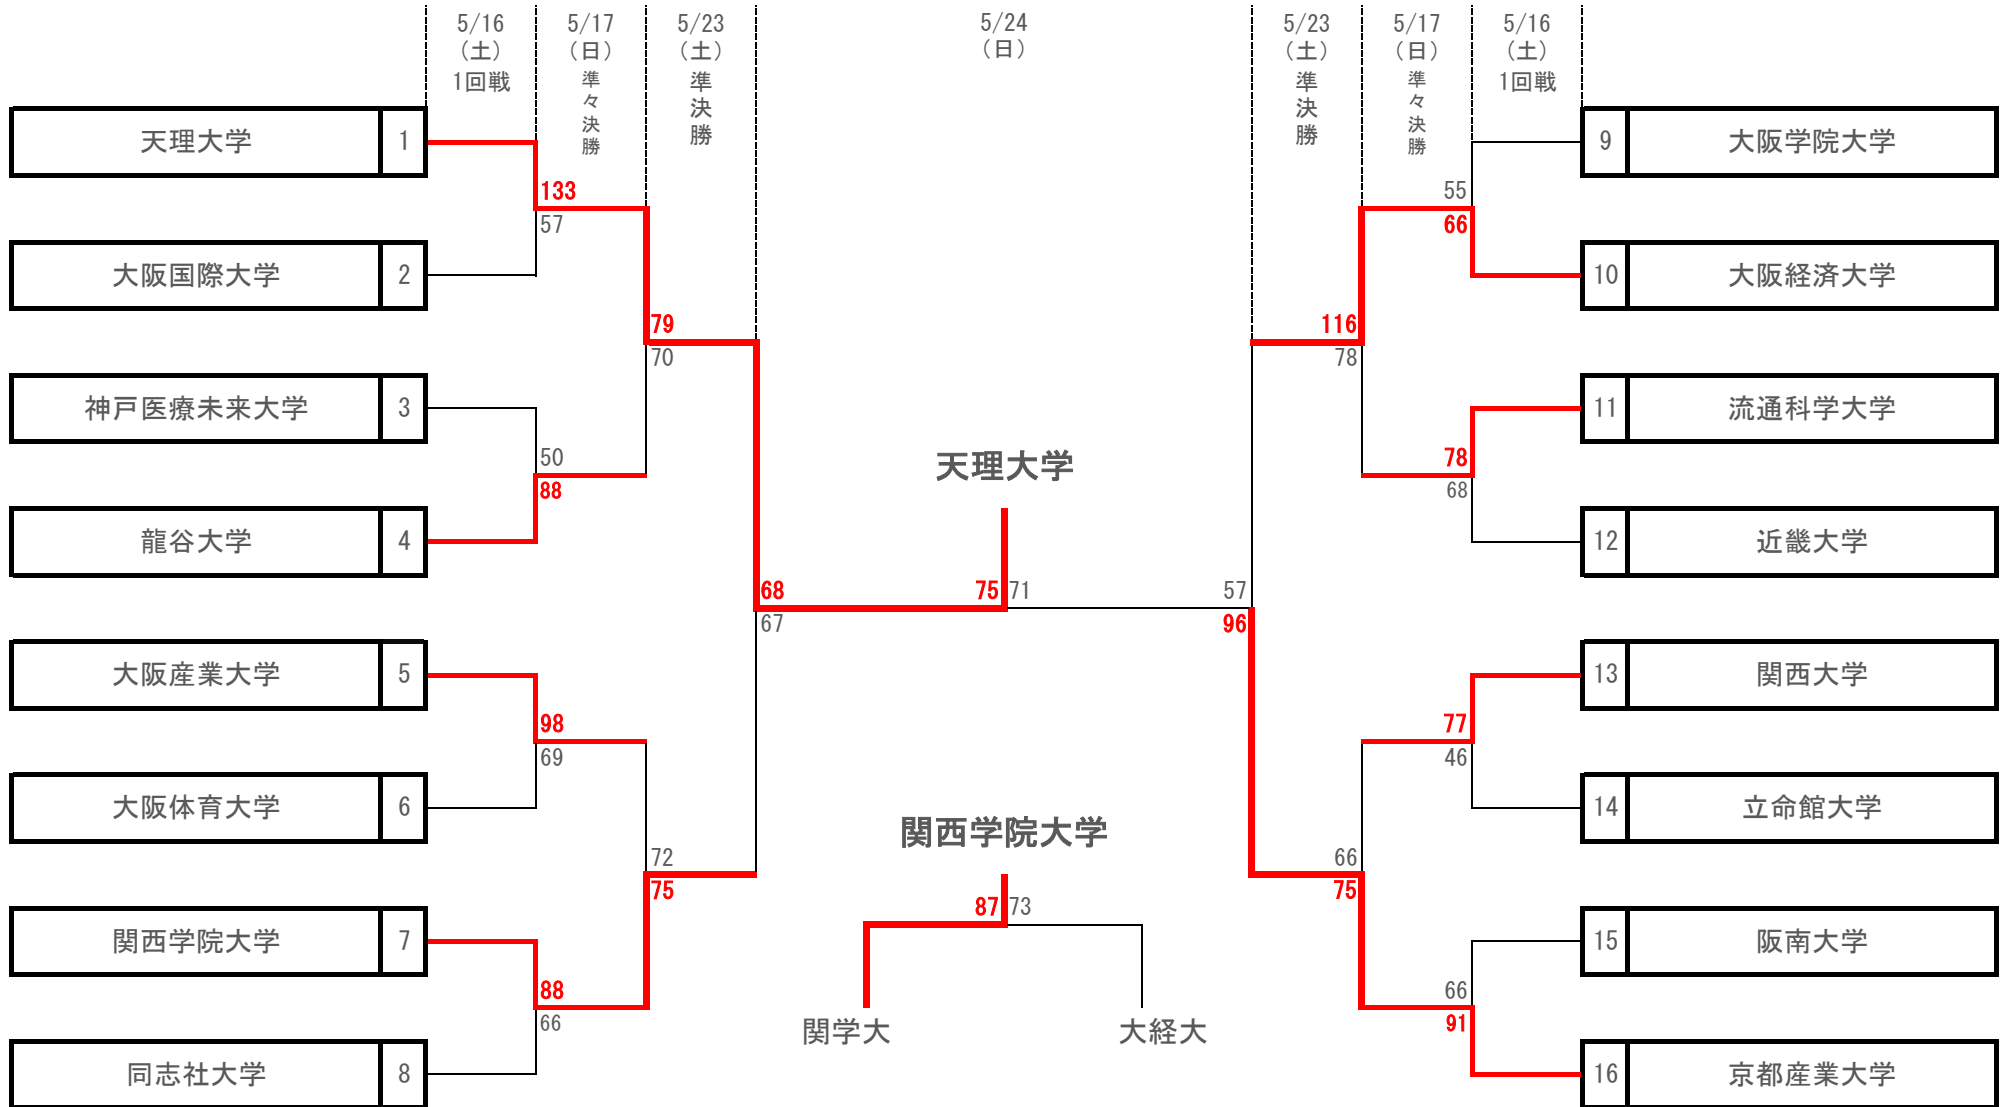 5/16
(土)
1回戦
5/17
(日)
準々決勝
5/23
(土)
準決勝
5/24
(日)
5/23
(土)
準決勝
5/17
(日)
準々決勝
5/16
(土)
1回戦
天理大学 1
133
57
大阪国際大学 2
79
70
神戸医療未来大学 3
50
88
龍谷大学 4
68
67
大阪産業大学 5
98
69
大阪体育大学 6
72
75
関西学院大学 7
88
66
同志社大学 8
天理大学
75 71
関西学院大学
87 73
関学大 大経大
9 大阪学院大学
55
66
10 大阪経済大学
116
78
11 流通科学大学
78
68
12 近畿大学
57
96
13 関西大学
77
46
14 立命館大学
66
75
15 阪南大学
66
91
16 京都産業大学